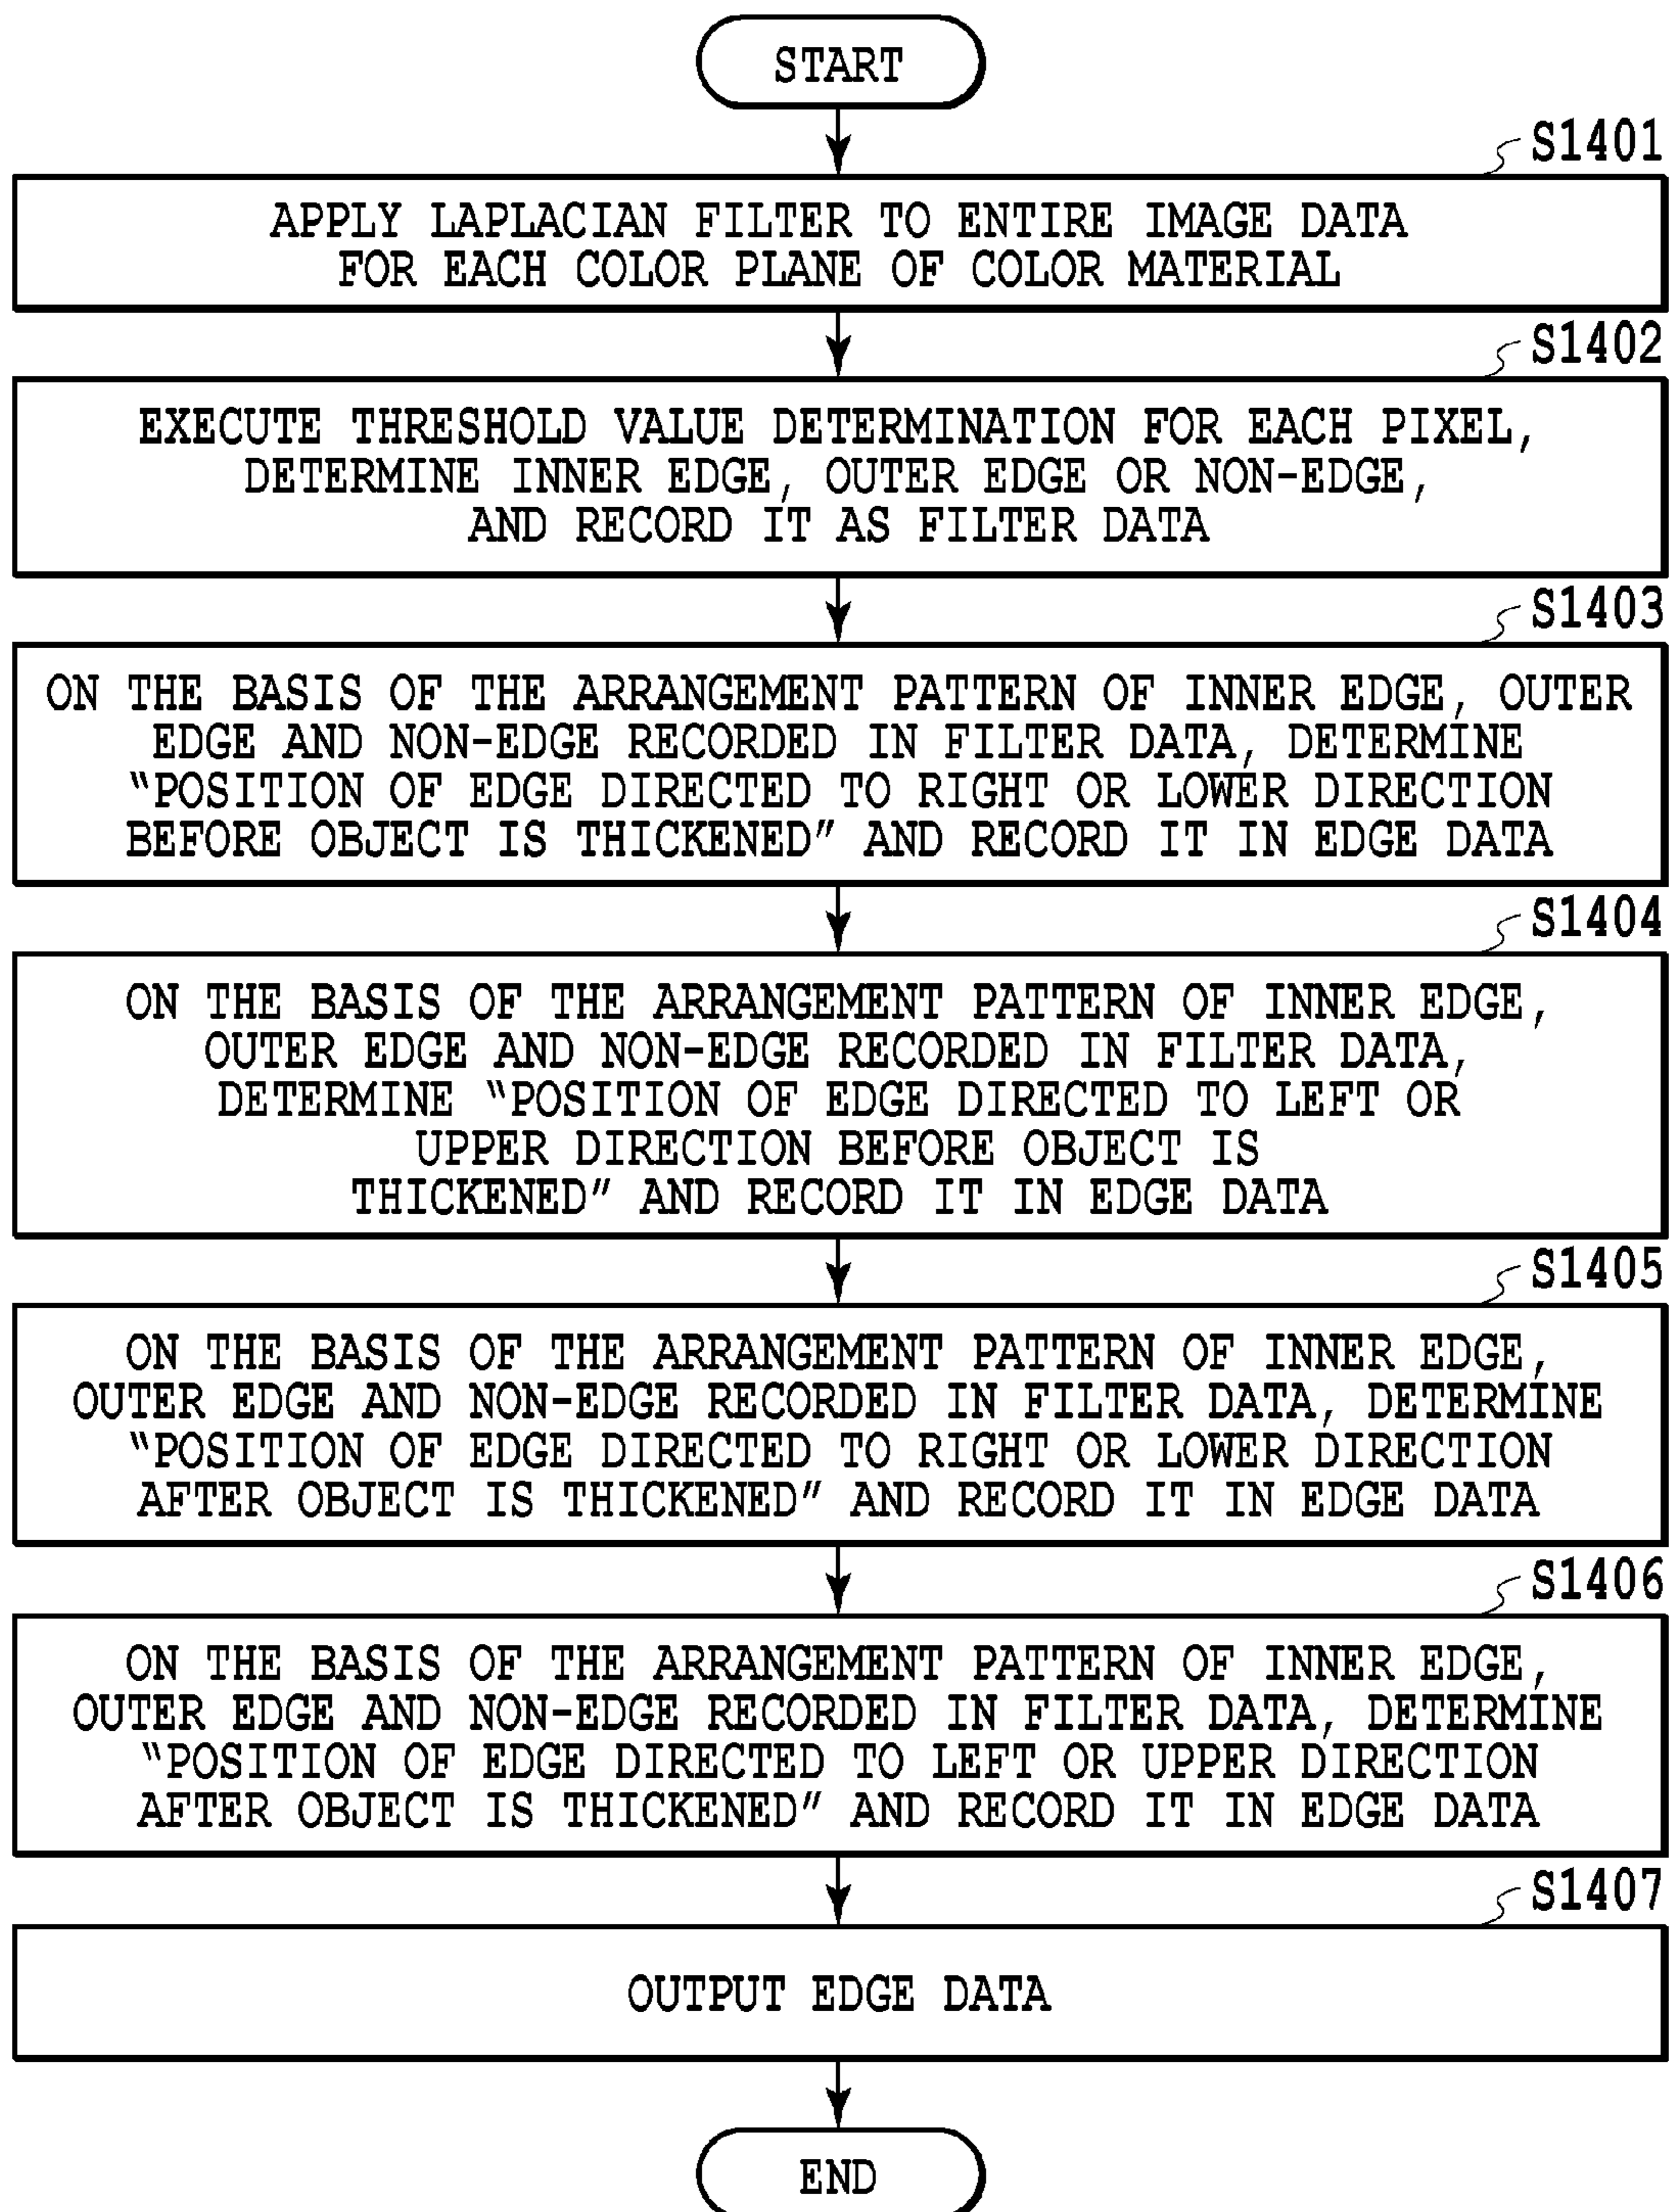 START
S1401
APPLY LAPLACIAN FILTER TO ENTIRE IMAGE DATA
FOR EACH COLOR PLANE OF COLOR MATERIAL
S1402
EXECUTE THRESHOLD VALUE DETERMINATION FOR EACH PIXEL,
DETERMINE INNER EDGE, OUTER EDGE OR NON-EDGE,
AND RECORD IT AS FILTER DATA
S1403
ON THE BASIS OF THE ARRANGEMENT PATTERN OF INNER EDGE, OUTER
EDGE AND NON-EDGE RECORDED IN FILTER DATA, DETERMINE
“POSITION OF EDGE DIRECTED TO RIGHT OR LOWER DIRECTION
BEFORE OBJECT IS THICKENED” AND RECORD IT IN EDGE DATA
S1404
ON THE BASIS OF THE ARRANGEMENT PATTERN OF INNER EDGE,
OUTER EDGE AND NON-EDGE RECORDED IN FILTER DATA,
DETERMINE “POSITION OF EDGE DIRECTED TO LEFT OR
UPPER DIRECTION BEFORE OBJECT IS
THICKENED” AND RECORD IT IN EDGE DATA
S1405
ON THE BASIS OF THE ARRANGEMENT PATTERN OF INNER EDGE,
OUTER EDGE AND NON-EDGE RECORDED IN FILTER DATA, DETERMINE
“POSITION OF EDGE DIRECTED TO RIGHT OR LOWER DIRECTION
AFTER OBJECT IS THICKENED” AND RECORD IT IN EDGE DATA
S1406
ON THE BASIS OF THE ARRANGEMENT PATTERN OF INNER EDGE,
OUTER EDGE AND NON-EDGE RECORDED IN FILTER DATA, DETERMINE
“POSITION OF EDGE DIRECTED TO LEFT OR UPPER DIRECTION
AFTER OBJECT IS THICKENED” AND RECORD IT IN EDGE DATA
S1407
OUTPUT EDGE DATA
END